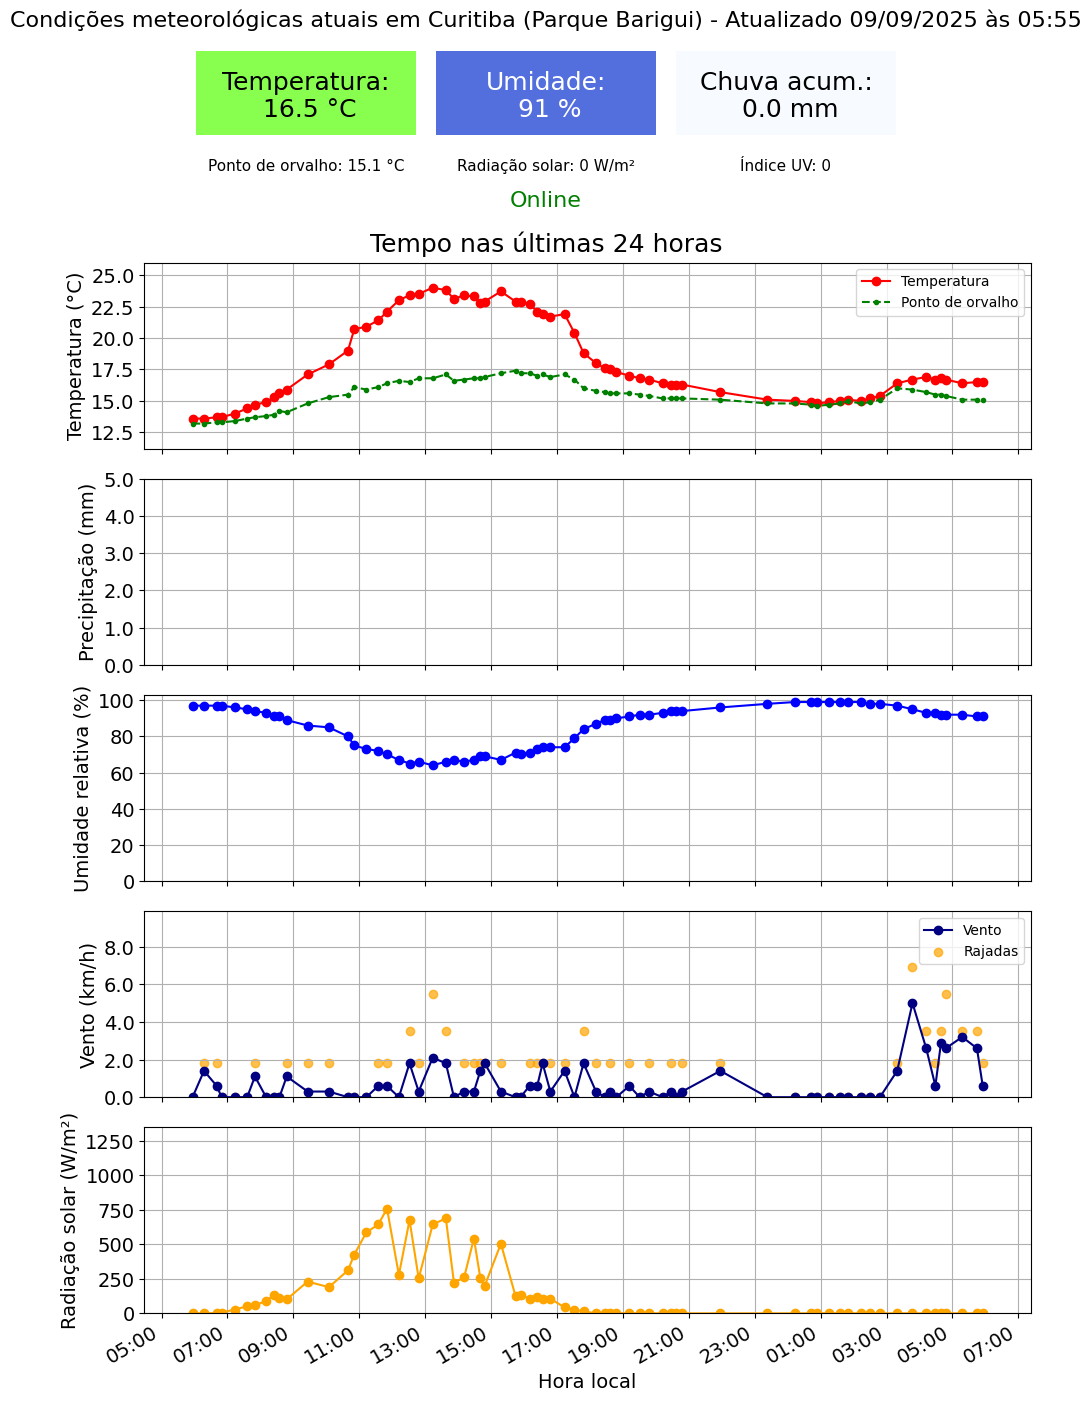 Condições meteorológicas atuais em Curitiba (Parque Barigui) - Atualizado 09/09/2025 às 05:55
Temperatura:
16.5 °C
Umidade:
91 %
Chuva acum.:
0.0 mm
Ponto de orvalho: 15.1 °C
Radiação solar: 0 W/m²
Índice UV: 0
Online
Tempo nas últimas 24 horas
Temperatura (°C)
25.0
22.5
20.0
17.5
15.0
12.5
Temperatura
Ponto de orvalho
Precipitação (mm)
5.0
4.0
3.0
2.0
1.0
0.0
Umidade relativa (%)
100
80
60
40
20
0
Vento (km/h)
8.0
6.0
4.0
2.0
0.0
Vento
Rajadas
Radiação solar (W/m²)
1250
1000
750
500
250
0
05:00
07:00
09:00
11:00
13:00
15:00
17:00
19:00
21:00
23:00
01:00
03:00
05:00
07:00
Hora local